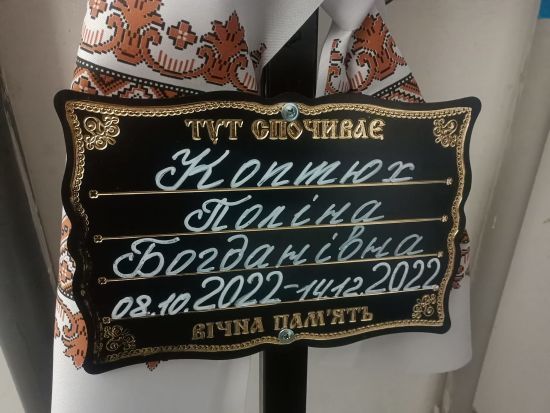 ТУТ СПОЧИВАЄ
Коптюх
Поліна
Богданівна
08.10.2022-14.12.2022
ВІЧНА ПАМ'ЯТЬ